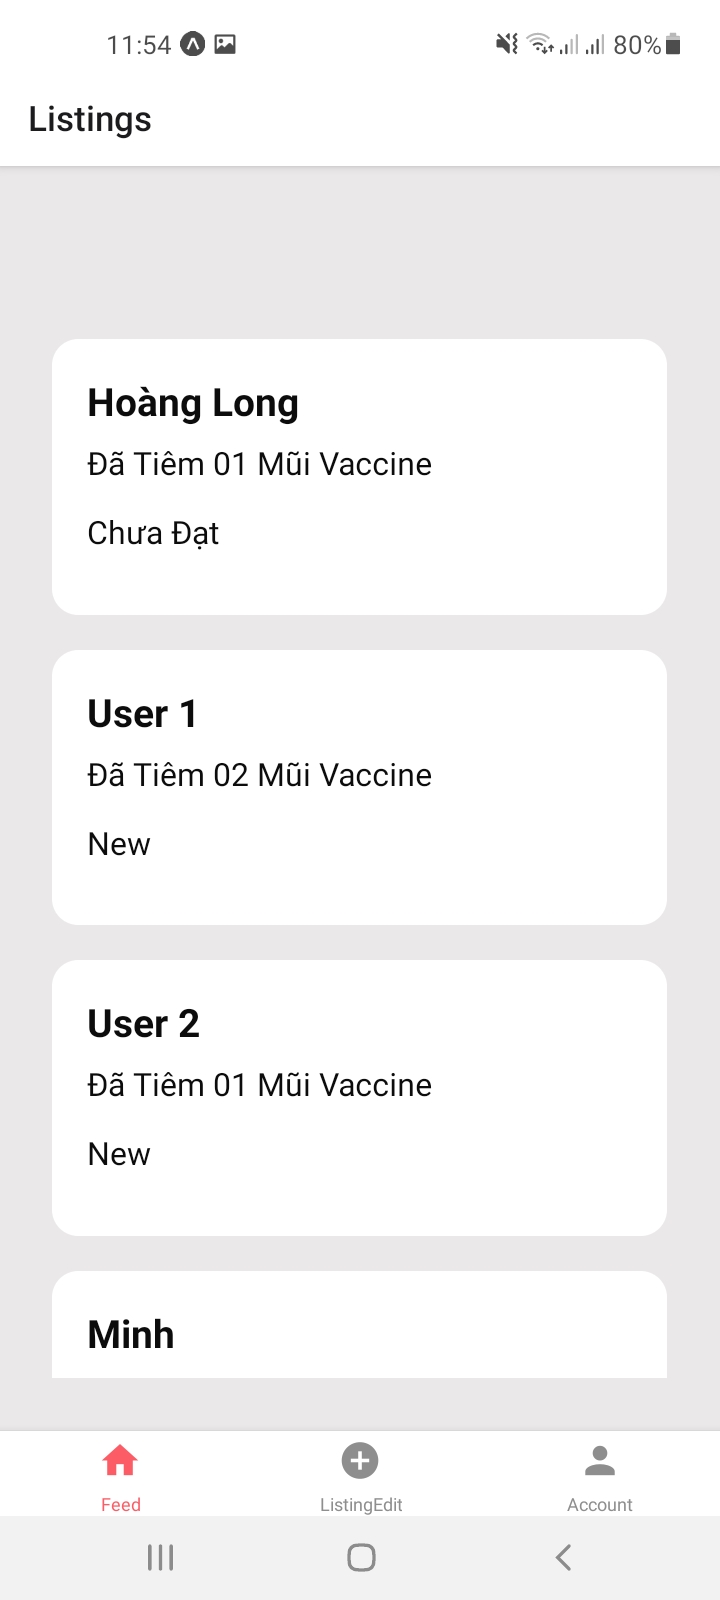 11:54 80%
Listings
Hoàng Long
Đã Tiêm 01 Mũi Vaccine
Chưa Đạt
User 1
Đã Tiêm 02 Mũi Vaccine
New
User 2
Đã Tiêm 01 Mũi Vaccine
New
Minh
Feed ListingEdit Account